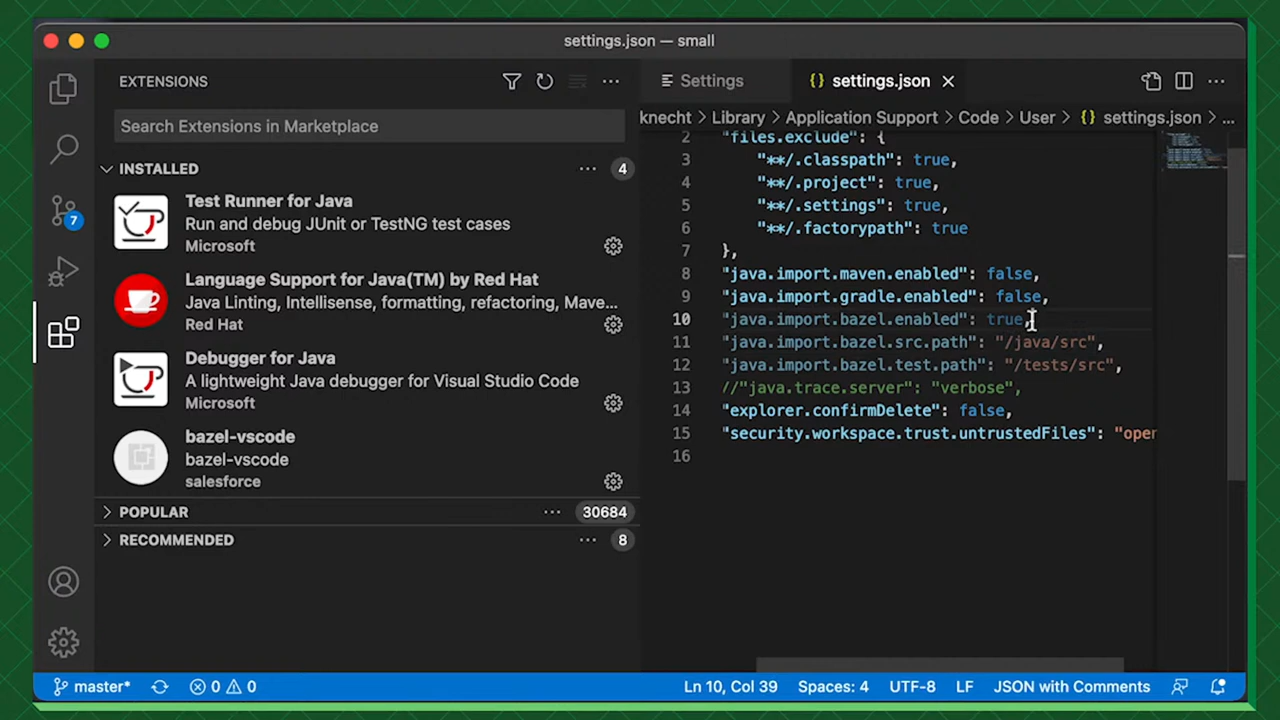 settings.json — small
EXTENSIONS
Search Extensions in Marketplace
INSTALLED
4
Test Runner for Java
Run and debug JUnit or TestNG test cases
Microsoft
Language Support for Java(TM) by Red Hat
Java Linting, Intellisense, formatting, refactoring, Mave...
Red Hat
Debugger for Java
A lightweight Java debugger for Visual Studio Code
Microsoft
bazel-vscode
bazel-vscode
salesforce
POPULAR
30684
RECOMMENDED
8
7
Settings
{} settings.json
knecht > Library > Application Support > Code > User > {} settings.json > ...
2 "files.exclude": {
3 "**/.classpath": true,
4 "**/.project": true,
5 "**/.settings": true,
6 "**/.factorypath": true
7 },
8 "java.import.maven.enabled": false,
9 "java.import.gradle.enabled": false,
10 "java.import.bazel.enabled": true,
11 "java.import.bazel.src.path": "/java/src",
12 "java.import.bazel.test.path": "/tests/src",
13 //"java.trace.server": "verbose",
14 "explorer.confirmDelete": false,
15 "security.workspace.trust.untrustedFiles": "open
16
master* 0 0 Ln 10, Col 39 Spaces: 4 UTF-8 LF JSON with Comments